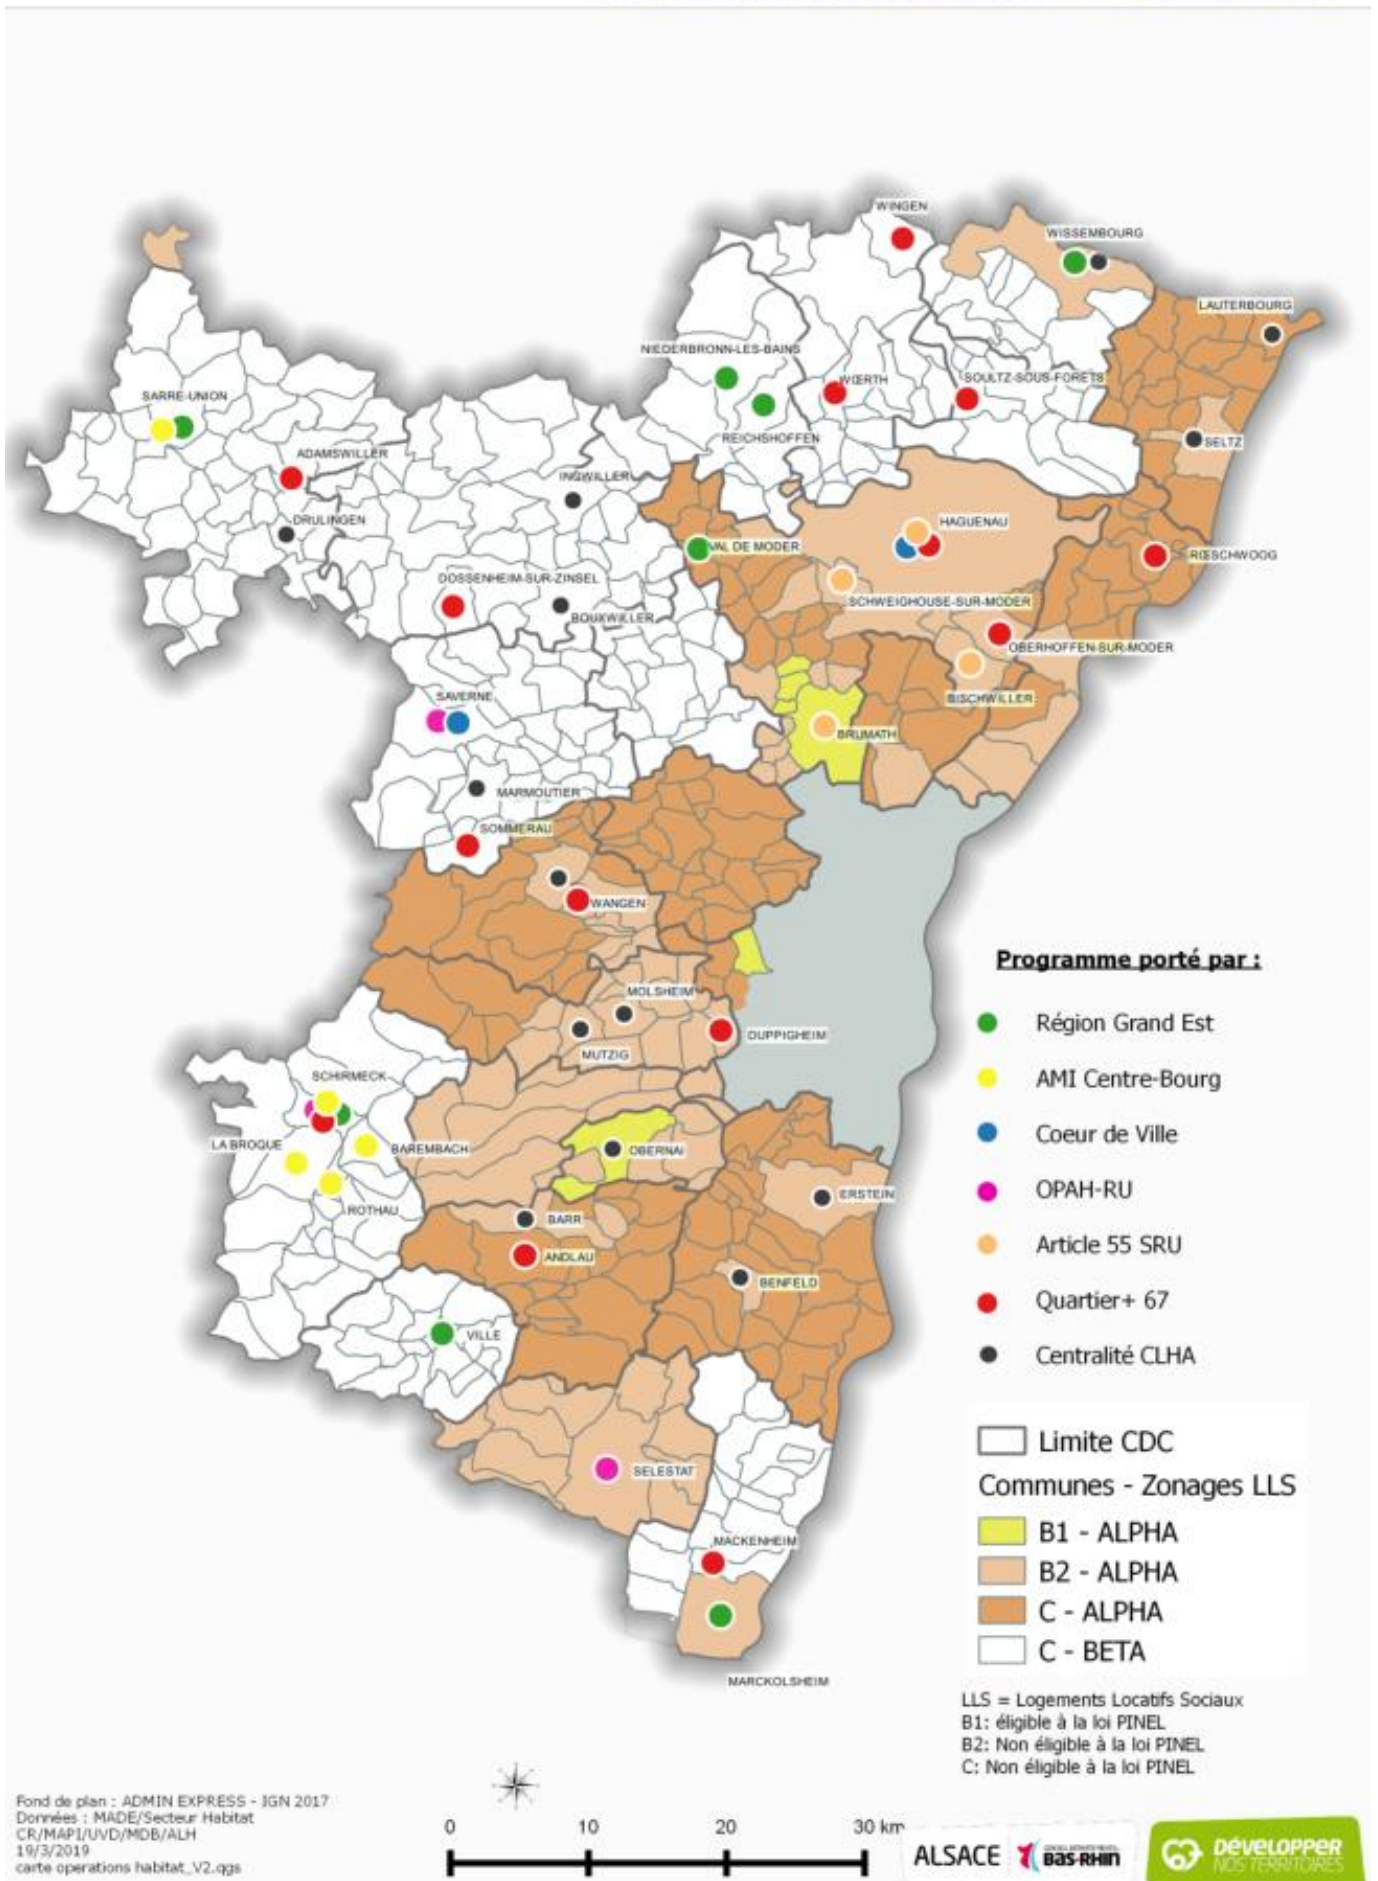 WINGEN
WISSEMBOURG
LAUTERBOURG
NIEDERBRONN-LES-BAINS
WŒRTH
SOULTZ-SOUS-FORETS
SARRE-UNION
REICHSHOFFEN
SELTZ
ADAMSWILLER
INGWILLER
DRULINGEN
HAGUENAU
VAL DE MODER
RŒSCHWOOG
DOSSENHEIM-SUR-ZINSEL
SCHWEIGHOUSE-SUR-MODER
BOUXWILLER
OBERHOFFEN-SUR-MODER
SAVERNE
BISCHWILLER
BRUMATH
MARMOUTIER
SOMMERAU
WANGEN
MOLSHEIM
DUPPIGHEIM
MUTZIG
SCHIRMECK
LA BROQUE
BAREMBACH
OBERNAI
ERSTEIN
ROTHAU
BARR
ANDLAU
BENFELD
VILLE
SELESTAT
MACKENHEIM
MARCKOLSHEIM
Programme porté par :
Région Grand Est
AMI Centre-Bourg
Coeur de Ville
OPAH-RU
Article 55 SRU
Quartier+ 67
Centralité CLHA
Limite CDC
Communes - Zonages LLS
B1 - ALPHA
B2 - ALPHA
C - ALPHA
C - BETA
LLS = Logements Locatifs Sociaux
B1: éligible à la loi PINEL
B2: Non éligible à la loi PINEL
C: Non éligible à la loi PINEL
Fond de plan : ADMIN EXPRESS - IGN 2017
Données : MADE/Secteur Habitat
CR/MAPI/UVD/MDB/ALH
19/3/2019
carte operations habitat_V2.qgs
0 10 20 30 km
ALSACE
BAS-RHIN
DÉVELOPPER
NOS TERRITOIRES